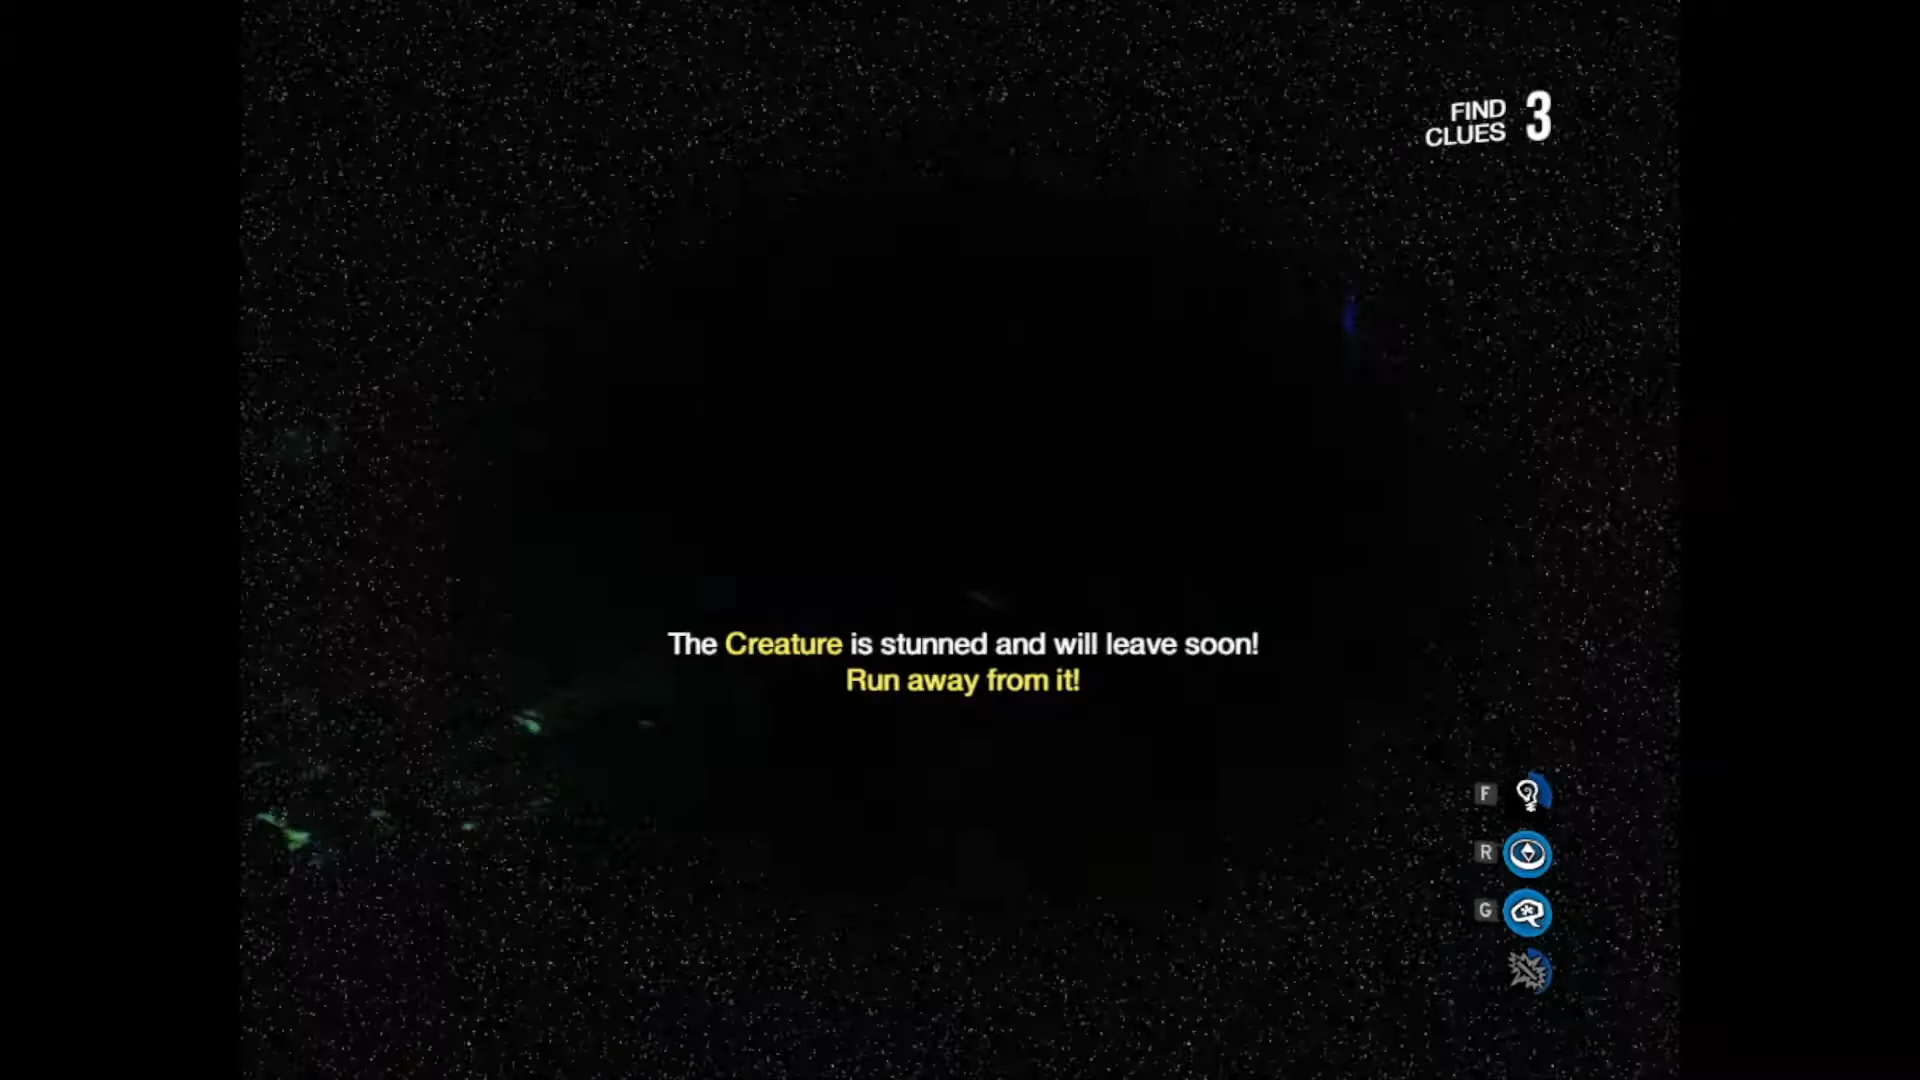 FIND
CLUES 3
The Creature is stunned and will leave soon!
Run away from it!
F
R
G